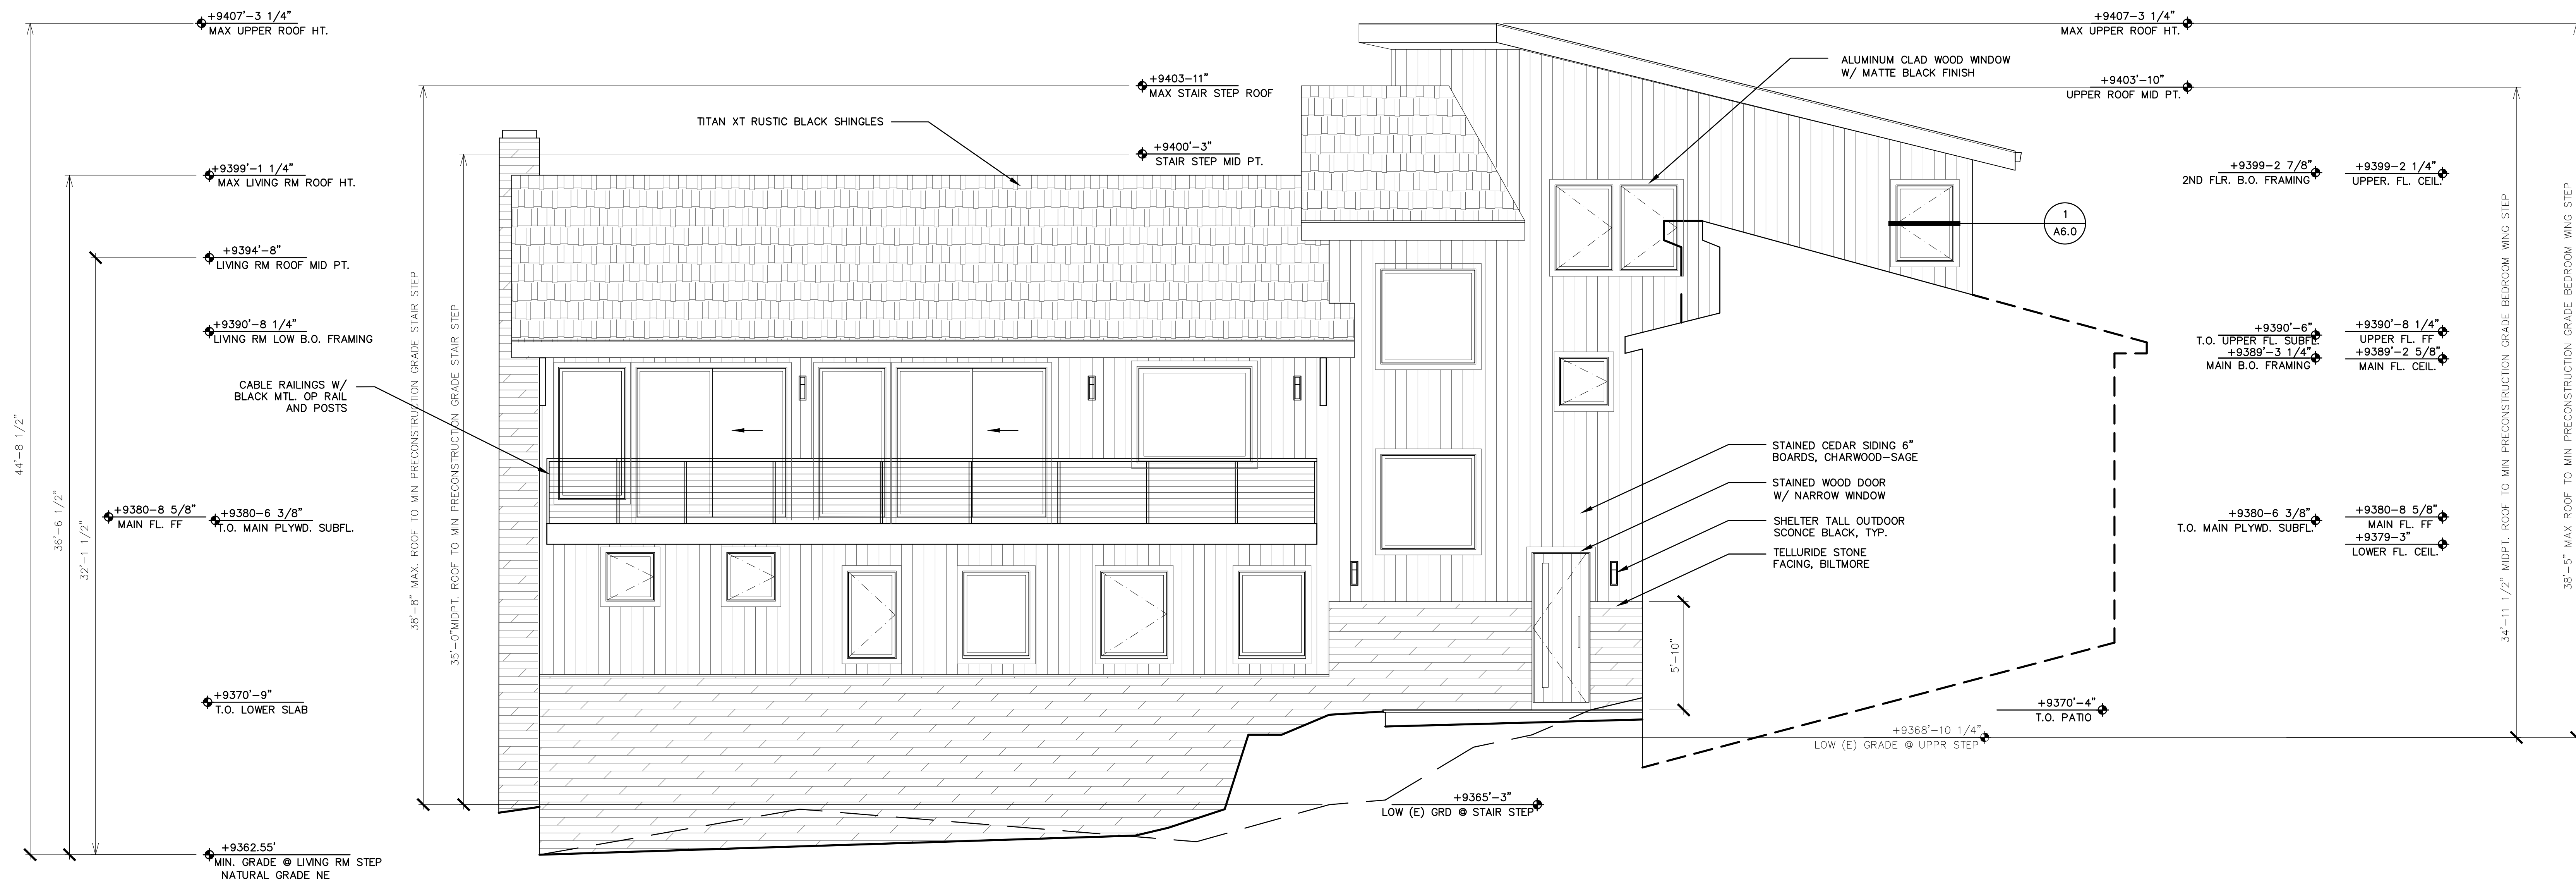 +9407'-3 1/4"
MAX UPPER ROOF HT.
+9399'-1 1/4"
MAX LIVING RM ROOF HT.
+9394'-8"
LIVING RM ROOF MID PT.
+9390'-8 1/4"
LIVING RM LOW B.O. FRAMING
+9380-8 5/8"
MAIN FL. FF
+9380-6 3/8"
T.O. MAIN PLYWD. SUBFL.
+9370'-9"
T.O. LOWER SLAB
+9362.55'
MIN. GRADE @ LIVING RM STEP
NATURAL GRADE NE
44'-8 1/2"
36'-6 1/2"
32'-1 1/2"
38'-8" MAX. ROOF TO MIN PRECONSTRUCTION GRADE STAIR STEP
35'-0"MIDPT. ROOF TO MIN PRECONSTRUCTION GRADE STAIR STEP
CABLE RAILINGS W/
BLACK MTL. OP RAIL
AND POSTS
TITAN XT RUSTIC BLACK SHINGLES
+9403-11"
MAX STAIR STEP ROOF
+9400'-3"
STAIR STEP MID PT.
ALUMINUM CLAD WOOD WINDOW
W/ MATTE BLACK FINISH
STAINED CEDAR SIDING 6"
BOARDS, CHARWOOD-SAGE
STAINED WOOD DOOR
W/ NARROW WINDOW
SHELTER TALL OUTDOOR
SCONCE BLACK, TYP.
TELLURIDE STONE
FACING, BILTMORE
5'-10"
+9365'-3"
LOW (E) GRD @ STAIR STEP
+9368'-10 1/4"
LOW (E) GRADE @ UPPR STEP
+9370'-4"
T.O. PATIO
1
A6.0
+9407-3 1/4"
MAX UPPER ROOF HT.
+9403'-10"
UPPER ROOF MID PT.
+9399-2 7/8"
2ND FLR. B.O. FRAMING
+9399-2 1/4"
UPPER. FL. CEIL.
+9390'-6"
T.O. UPPER FL. SUBFL.
+9389'-3 1/4"
MAIN B.O. FRAMING
+9390'-8 1/4"
UPPER FL. FF
+9389'-2 5/8"
MAIN FL. CEIL.
+9380-6 3/8"
T.O. MAIN PLYWD. SUBFL.
+9380-8 5/8"
MAIN FL. FF
+9379-3"
LOWER FL. CEIL.
34'-11 1/2" MIDPT. ROOF TO MIN PRECONSTRUCTION GRADE BEDROOM WING STEP
38'-5" MAX ROOF TO MIN PRECONSTRUCTION GRADE BEDROOM WING STEP